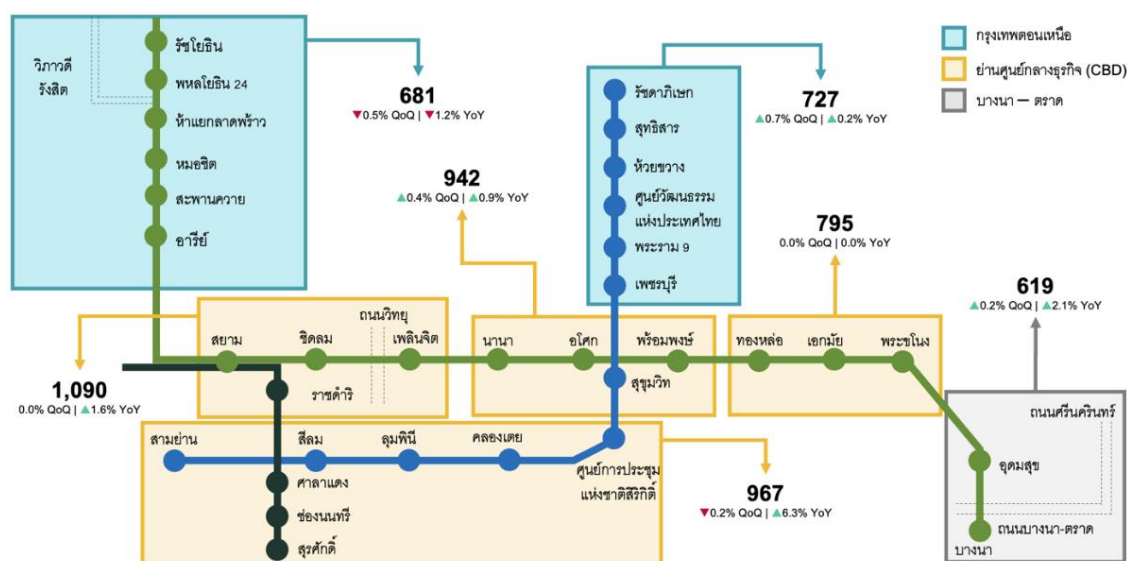 รัชโยธิน
วิภาวดี
รังสิต
พหลโยธิน 24
ห้าแยกลาดพร้าว
หมอชิต
สะพานควาย
อารีย์
681
▼0.5% QoQ | ▼1.2% YoY
รัชดาภิเษก
สุทธิสาร
ห้วยขวาง
ศูนย์วัฒนธรรม
แห่งประเทศไทย
พระราม 9
เพชรบุรี
727
▲0.7% QoQ | ▲0.2% YoY
กรุงเทพตอนเหนือ
ย่านศูนย์กลางธุรกิจ (CBD)
บางนา — ตราด
942
▲0.4% QoQ | ▲0.9% YoY
795
0.0% QoQ | 0.0% YoY
619
▲0.2% QoQ | ▲2.1% YoY
1,090
0.0% QoQ | ▲1.6% YoY
สยาม
ชิดลม
ถนนวิทยุ
เพลินจิต
ราชดำริ
นานา
อโศก
พร้อมพงษ์
สุขุมวิท
ทองหล่อ
เอกมัย
พระขโนง
สามย่าน
สีลม
ลุมพินี
คลองเตย
ศูนย์การประชุม
แห่งชาติสิริกิติ์
ศาลาแดง
ช่องนนทรี
สุรศักดิ์
967
▼0.2% QoQ | ▲6.3% YoY
ถนนศรีนครินทร์
อุดมสุข
ถนนบางนา-ตราด
บางนา